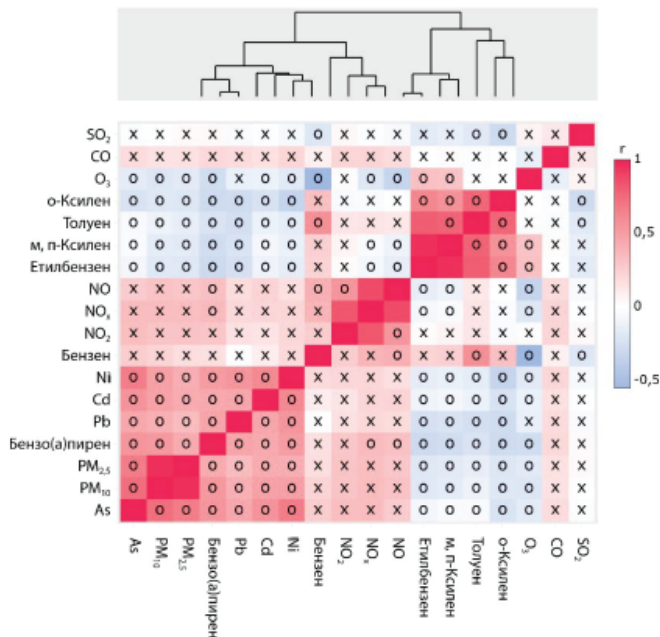 SO₂
CO
O₃
о-Ксилен
Толуен
м, п-Ксилен
Етилбензен
NO
NOₓ
NO₂
Бензен
Ni
Cd
Pb
Бензо(а)пирен
PM₂,₅
PM₁₀
As
As
PM₁₀
PM₂,₅
Бензо(а)пирен
Pb
Cd
Ni
Бензен
NO₂
NOₓ
NO
Етилбензен
м, п-Ксилен
Толуен
о-Ксилен
O₃
CO
SO₂
r
1
0,5
0
-0,5